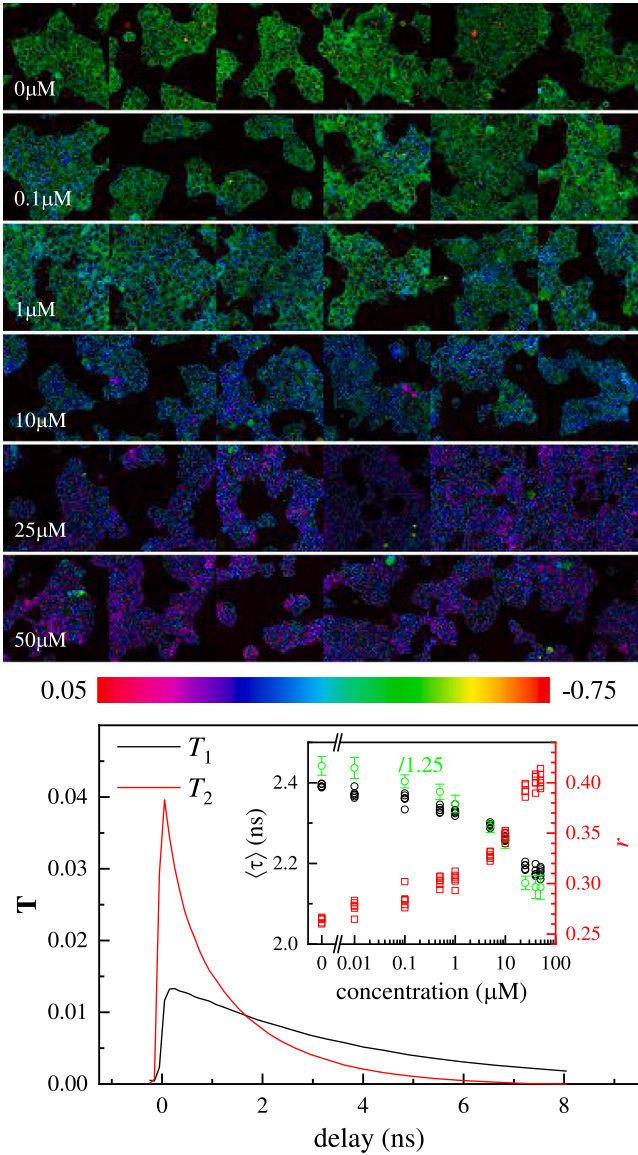 0μM
0.1μM
1μM
10μM
25μM
50μM
0.05 -0.75
T1
T2
/1.25
2.4
2.2
2.0
⟨τ⟩ (ns)
0.40
0.35
0.30
0.25
r
0 0.01 0.1 1 10 100
concentration (μM)
0.04
0.03
0.02
0.01
0.00
T
0 2 4 6 8
delay (ns)